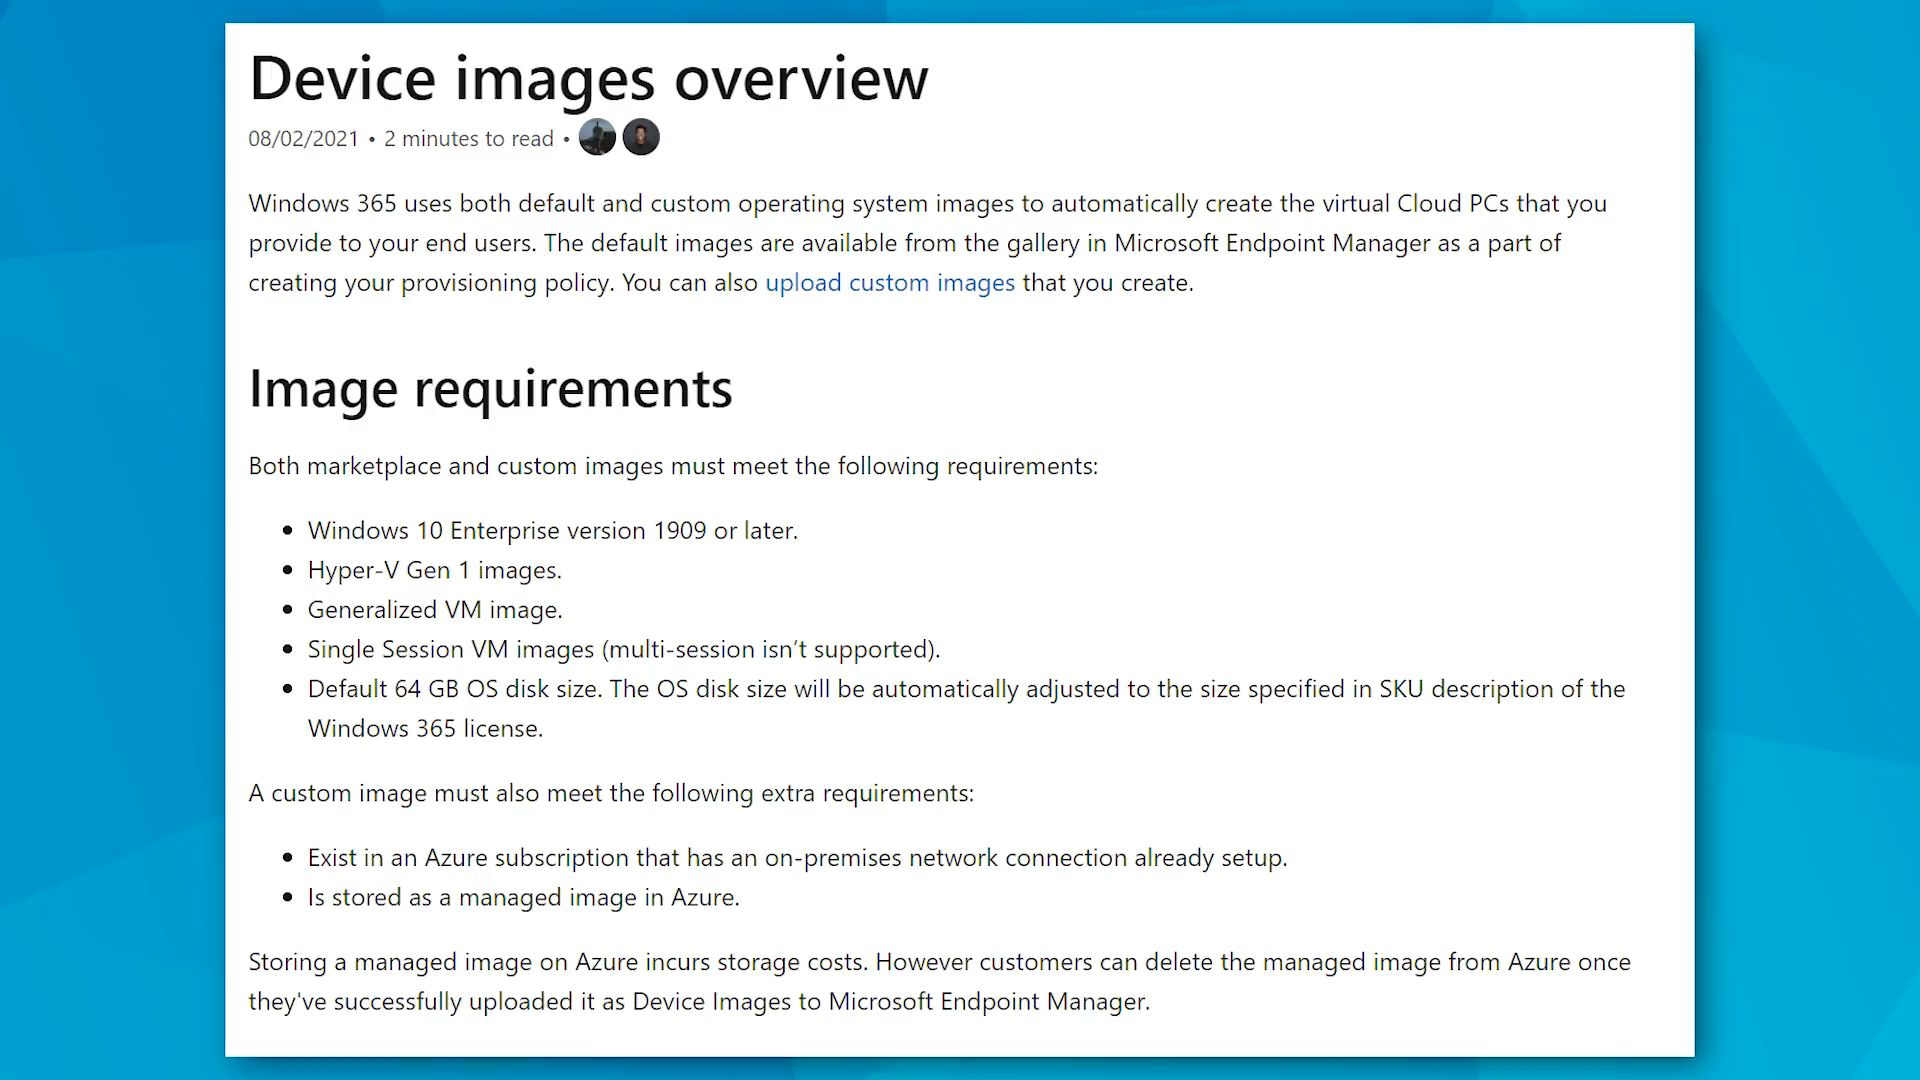 Device images overview
08/02/2021 • 2 minutes to read •
Windows 365 uses both default and custom operating system images to automatically create the virtual Cloud PCs that you
provide to your end users. The default images are available from the gallery in Microsoft Endpoint Manager as a part of
creating your provisioning policy. You can also upload custom images that you create.
Image requirements
Both marketplace and custom images must meet the following requirements:
• Windows 10 Enterprise version 1909 or later.
• Hyper-V Gen 1 images.
• Generalized VM image.
• Single Session VM images (multi-session isn’t supported).
• Default 64 GB OS disk size. The OS disk size will be automatically adjusted to the size specified in SKU description of the
Windows 365 license.
A custom image must also meet the following extra requirements:
• Exist in an Azure subscription that has an on-premises network connection already setup.
• Is stored as a managed image in Azure.
Storing a managed image on Azure incurs storage costs. However customers can delete the managed image from Azure once
they've successfully uploaded it as Device Images to Microsoft Endpoint Manager.